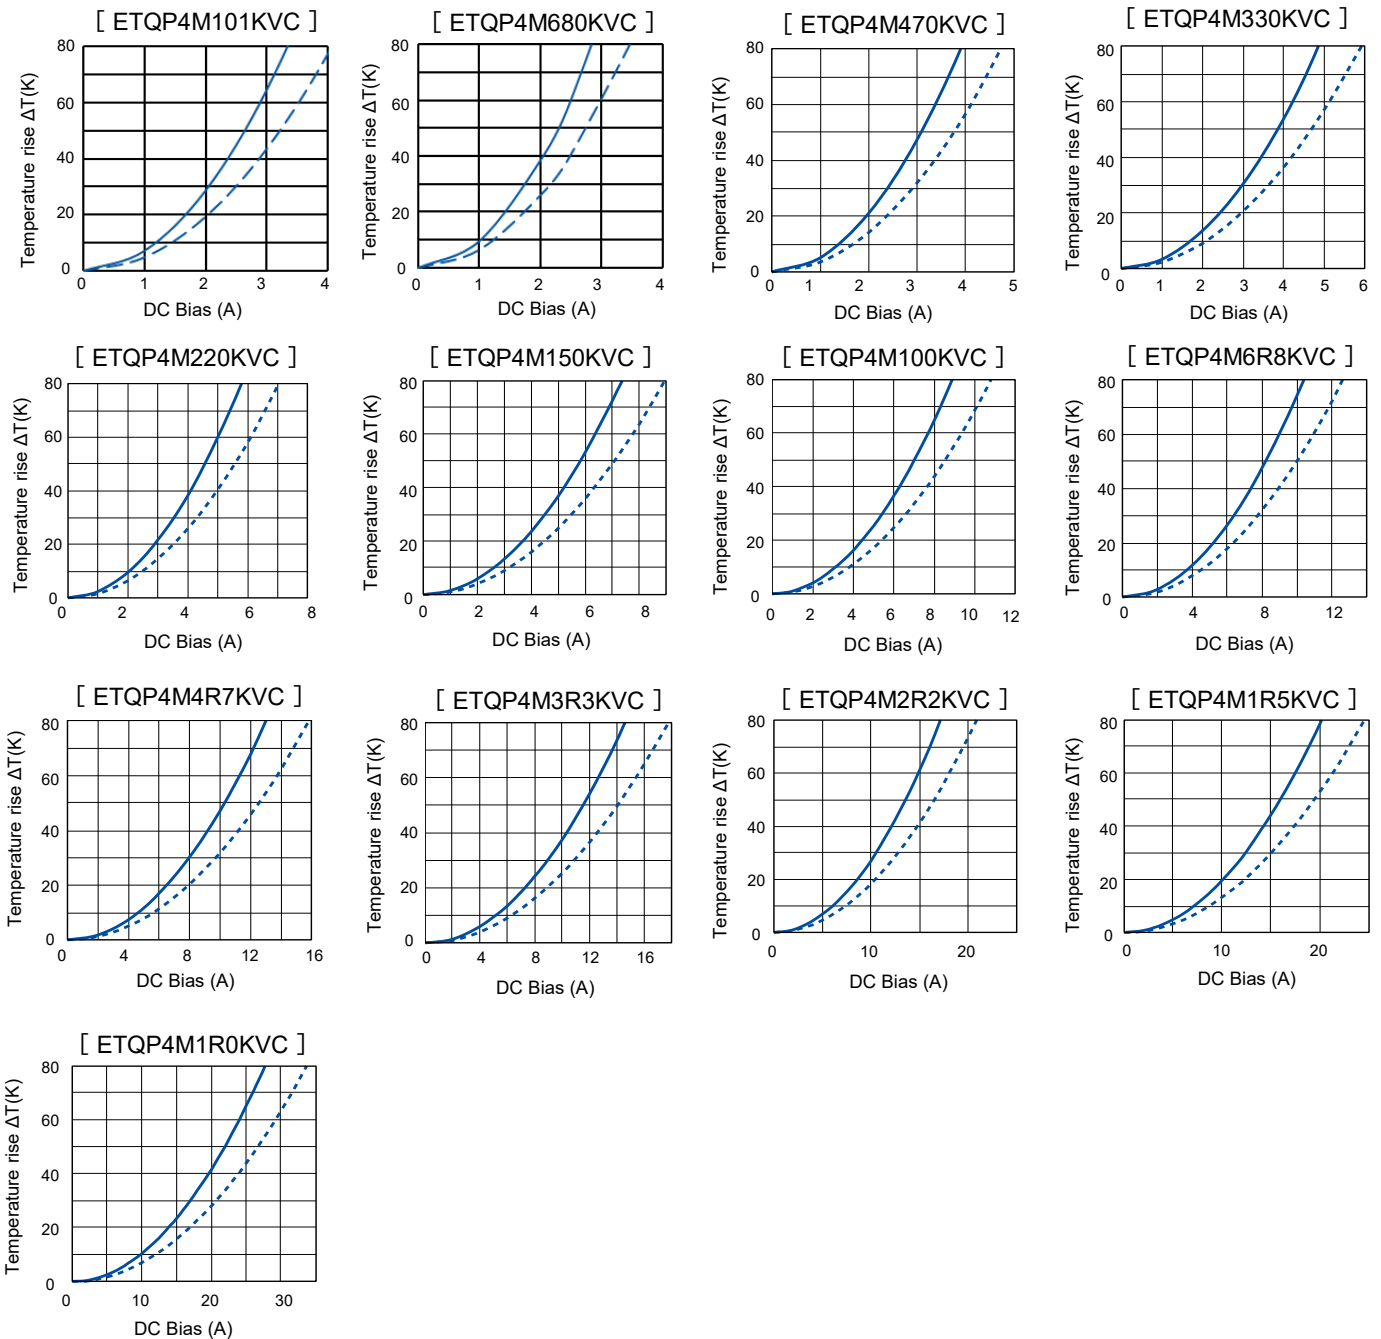 [ ETQP4M101KVC ]
Temperature rise ΔT(K)
80
60
40
20
0
0 1 2 3 4
DC Bias (A)
[ ETQP4M680KVC ]
Temperature rise ΔT(K)
80
60
40
20
0
0 1 2 3 4
DC Bias (A)
[ ETQP4M470KVC ]
Temperature rise ΔT(K)
80
60
40
20
0
0 1 2 3 4 5
DC Bias (A)
[ ETQP4M330KVC ]
Temperature rise ΔT(K)
80
60
40
20
0
0 1 2 3 4 5 6
DC Bias (A)
[ ETQP4M220KVC ]
Temperature rise ΔT(K)
80
60
40
20
0
0 2 4 6 8
DC Bias (A)
[ ETQP4M150KVC ]
Temperature rise ΔT(K)
80
60
40
20
0
0 2 4 6 8
DC Bias (A)
[ ETQP4M100KVC ]
Temperature rise ΔT(K)
80
60
40
20
0
0 2 4 6 8 10 12
DC Bias (A)
[ ETQP4M6R8KVC ]
Temperature rise ΔT(K)
80
60
40
20
0
0 4 8 12
DC Bias (A)
[ ETQP4M4R7KVC ]
Temperature rise ΔT(K)
80
60
40
20
0
0 4 8 12 16
DC Bias (A)
[ ETQP4M3R3KVC ]
Temperature rise ΔT(K)
80
60
40
20
0
0 4 8 12 16
DC Bias (A)
[ ETQP4M2R2KVC ]
Temperature rise ΔT(K)
80
60
40
20
0
0 10 20
DC Bias (A)
[ ETQP4M1R5KVC ]
Temperature rise ΔT(K)
80
60
40
20
0
0 10 20
DC Bias (A)
[ ETQP4M1R0KVC ]
Temperature rise ΔT(K)
80
60
40
20
0
0 10 20 30
DC Bias (A)